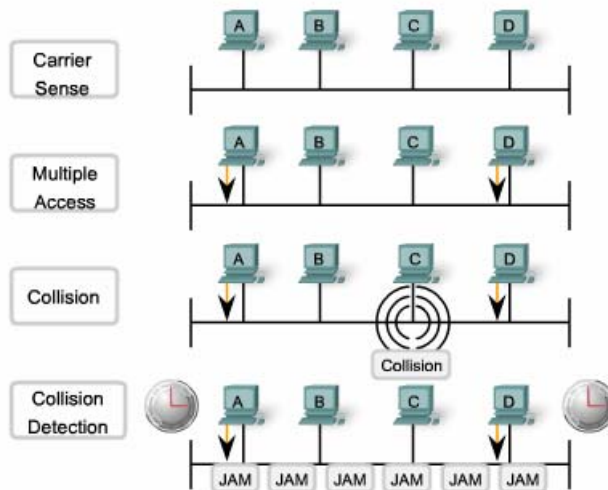 A B C D
Carrier
Sense
A B C D
Multiple
Access
A B C D
Collision
Collision
A B C D
Collision
Detection
JAM JAM JAM JAM JAM JAM